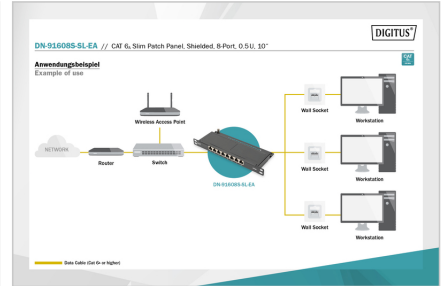 DIGITUS®
DN-91608S-SL-EA // CAT 6A Slim Patch Panel, Shielded, 8-Port, 0.5U, 10"
CAT
Anwendungsbeispiel
Example of use
Wireless Access Point
NETWORK
Router
Switch
DN-91608S-SL-EA
Wall Socket
Workstation
Wall Socket
Workstation
Wall Socket
Workstation
Data Cable (Cat 6A or higher)